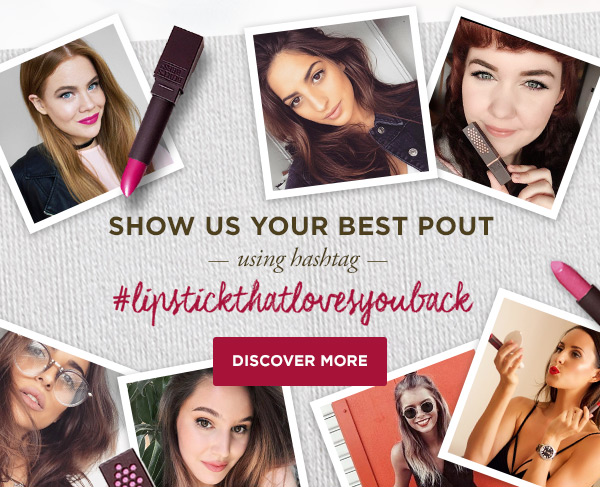 SHOW US YOUR BEST POUT
— using hashtag —
#lipstickthatlovesyouback
DISCOVER MORE